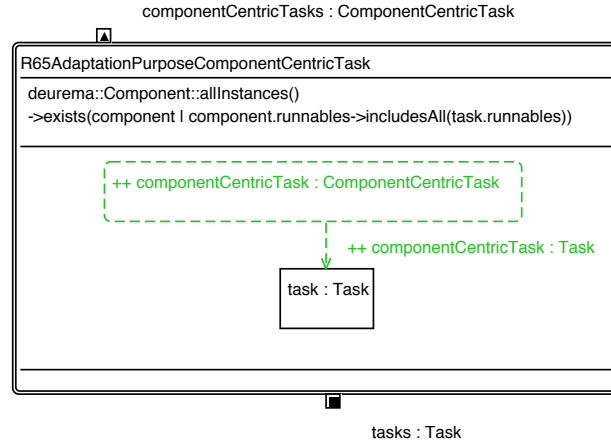 componentCentricTasks : ComponentCentricTask
R65AdaptationPurposeComponentCentricTask
deurema::Component::allInstances()
->exists(component | component.runnables->includesAll(task.runnables))
++ componentCentricTask : ComponentCentricTask
++ componentCentricTask : Task
task : Task
tasks : Task